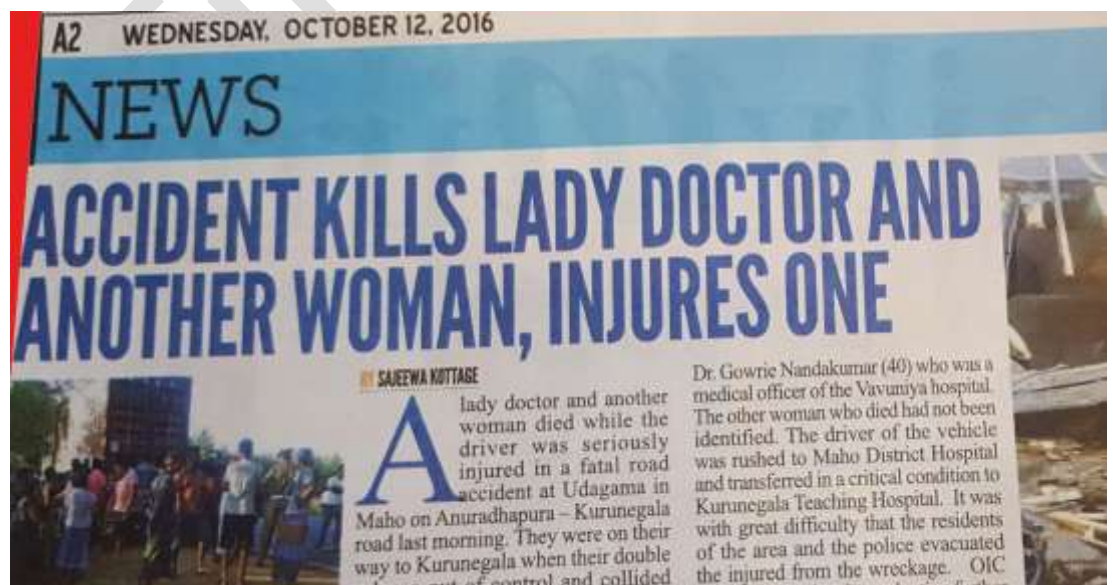 A2 WEDNESDAY, OCTOBER 12, 2016
NEWS
ACCIDENT KILLS LADY DOCTOR AND
ANOTHER WOMAN, INJURES ONE
BY SAJEEWA KOTTAGE
A lady doctor and another
woman died while the
driver was seriously
injured in a fatal road
accident at Udagama in
Maho on Anuradhapura – Kurunegala
road last morning. They were on their
way to Kurunegala when their double
out of control and collided
Dr. Gowrie Nandakumar (40) who was a
medical officer of the Vavuniya hospital.
The other woman who died had not been
identified. The driver of the vehicle
was rushed to Maho District Hospital
and transferred in a critical condition to
Kurunegala Teaching Hospital. It was
with great difficulty that the residents
of the area and the police evacuated
the injured from the wreckage. OIC